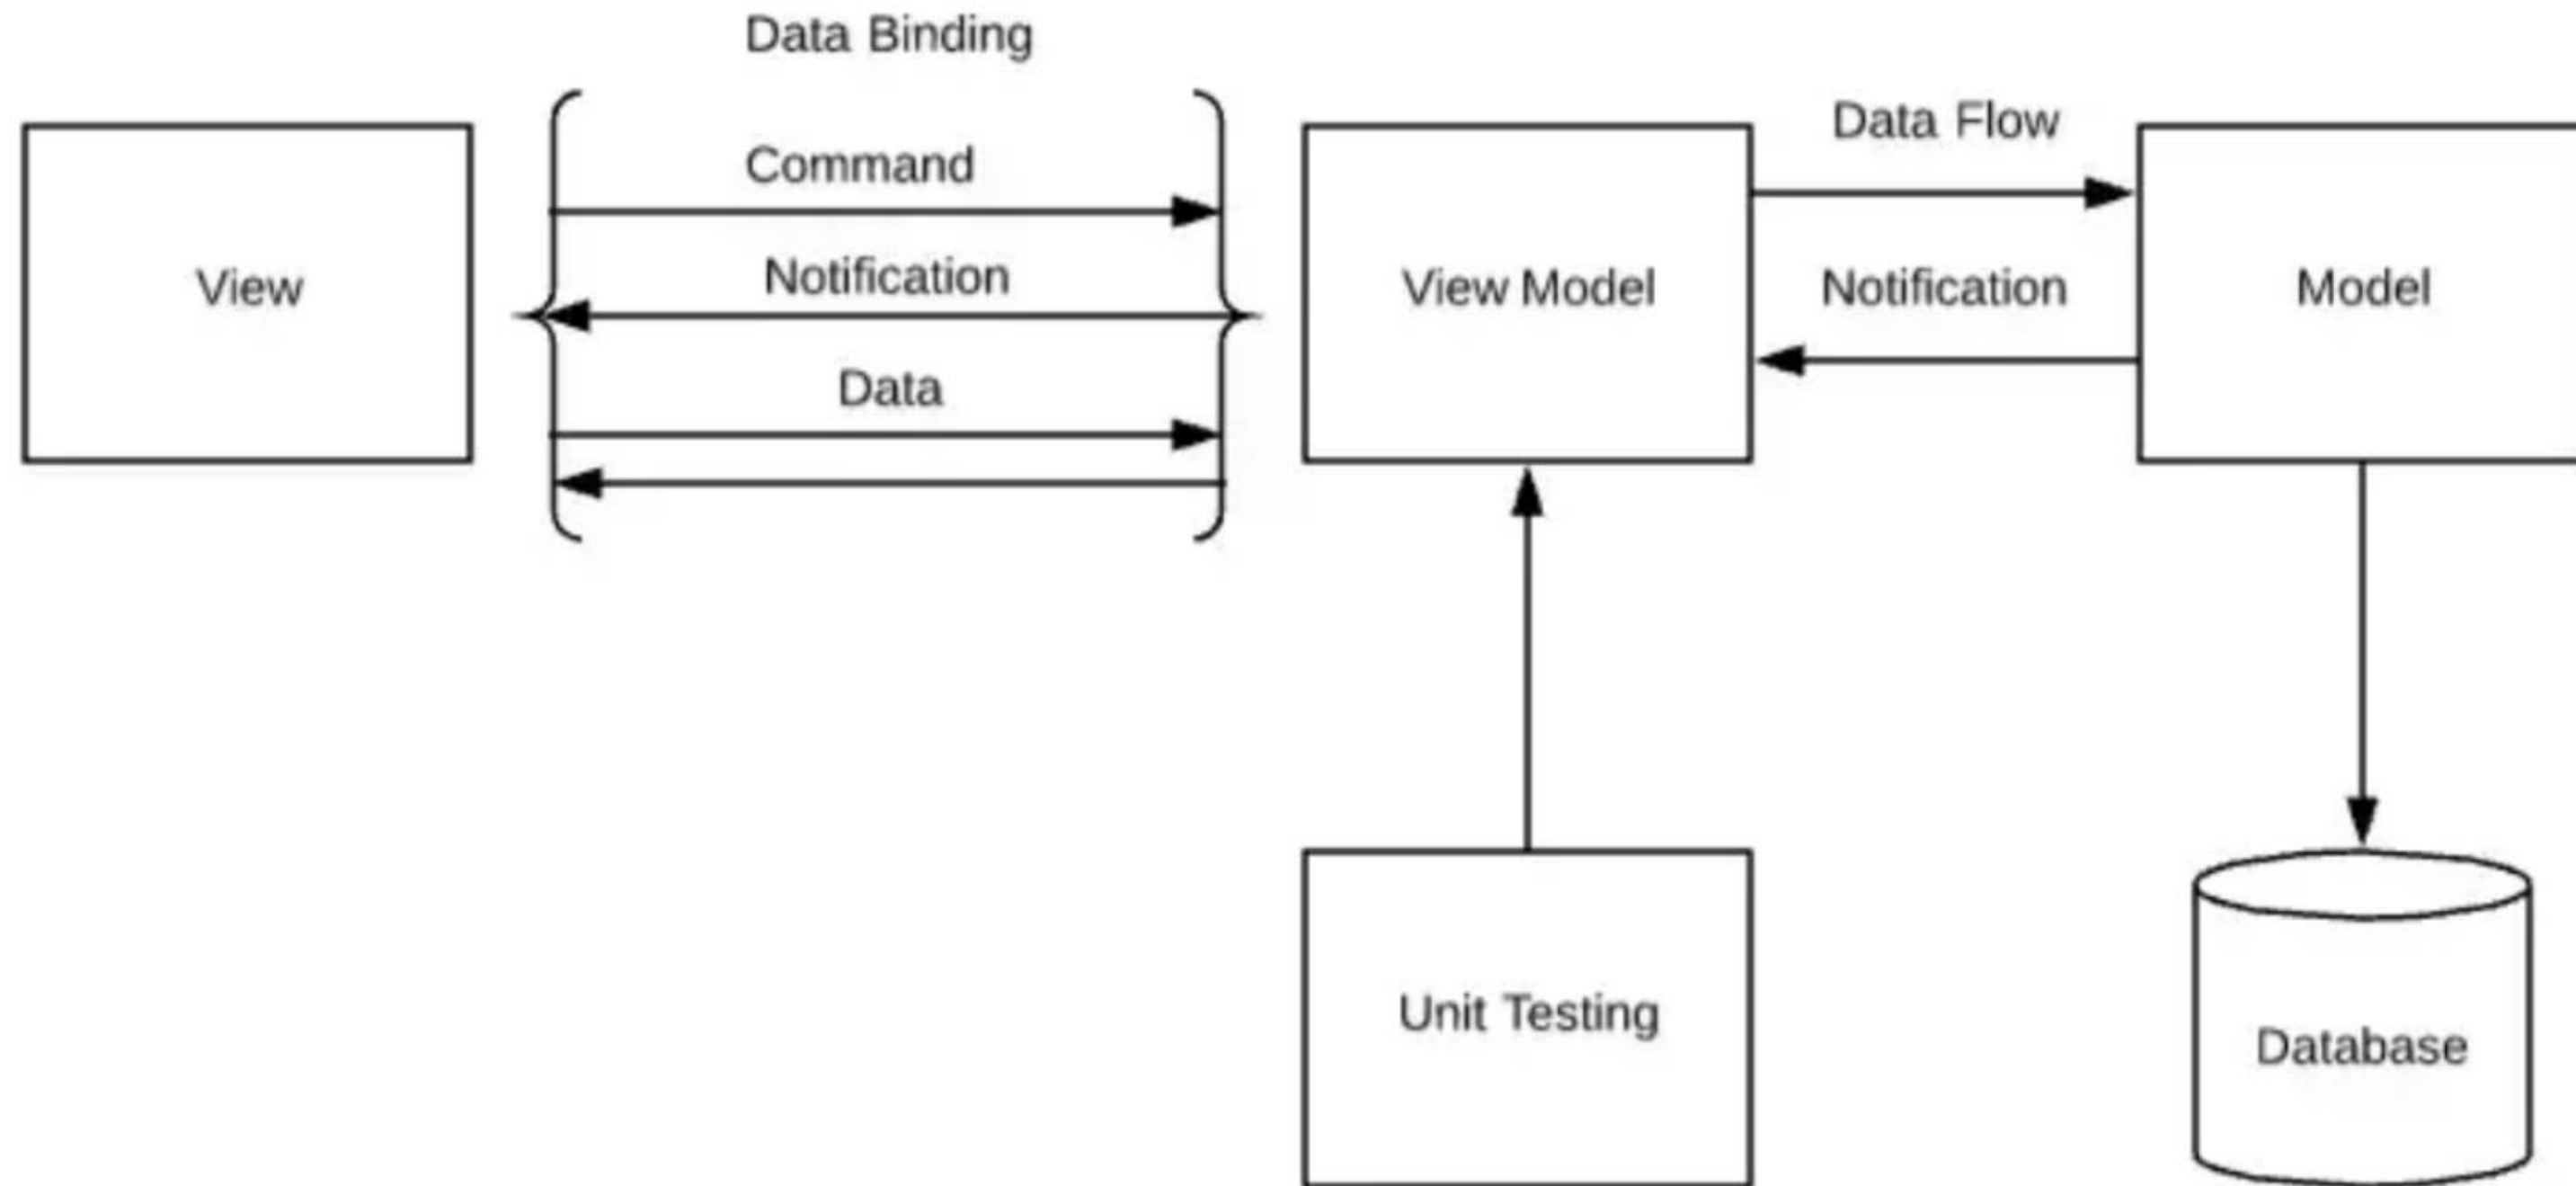 Data Binding
Data Flow
Command
Notification
View
View Model
Notification
Model
Data
Unit Testing
Database